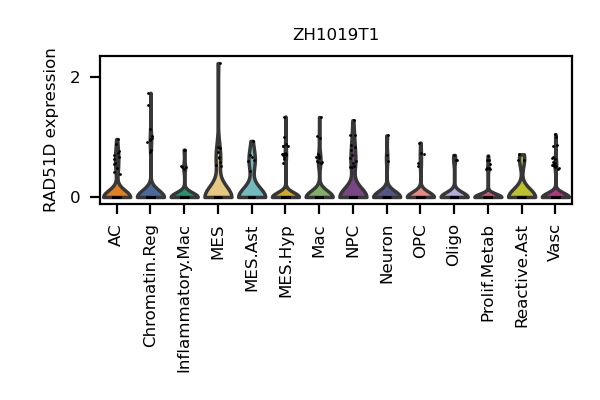 ZH1019T1
RAD51D expression
2
0
AC
Chromatin.Reg
Inflammatory.Mac
MES
MES.Ast
MES.Hyp
Mac
NPC
Neuron
OPC
Oligo
Prolif.Metab
Reactive.Ast
Vasc